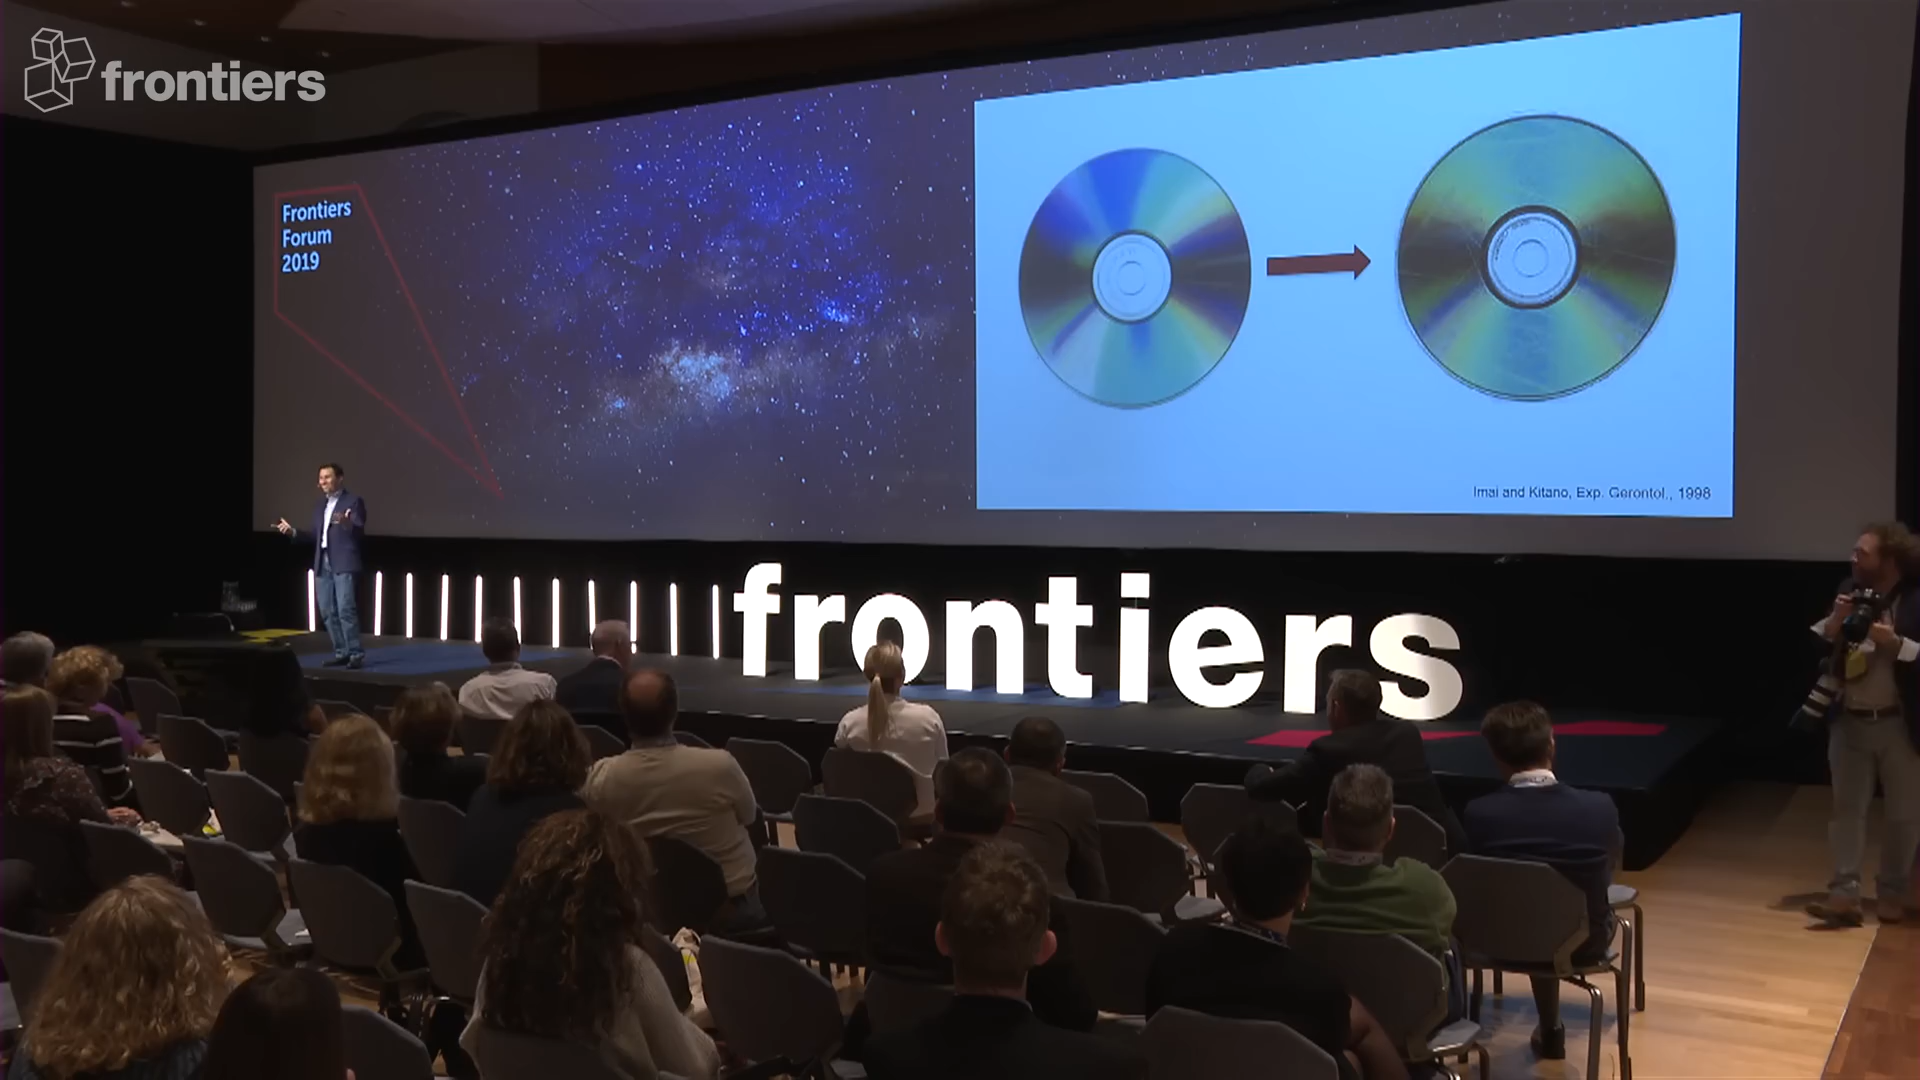 frontiers
Frontiers
Forum
2019
Imai and Kitano, Exp. Gerontol., 1998
frontiers